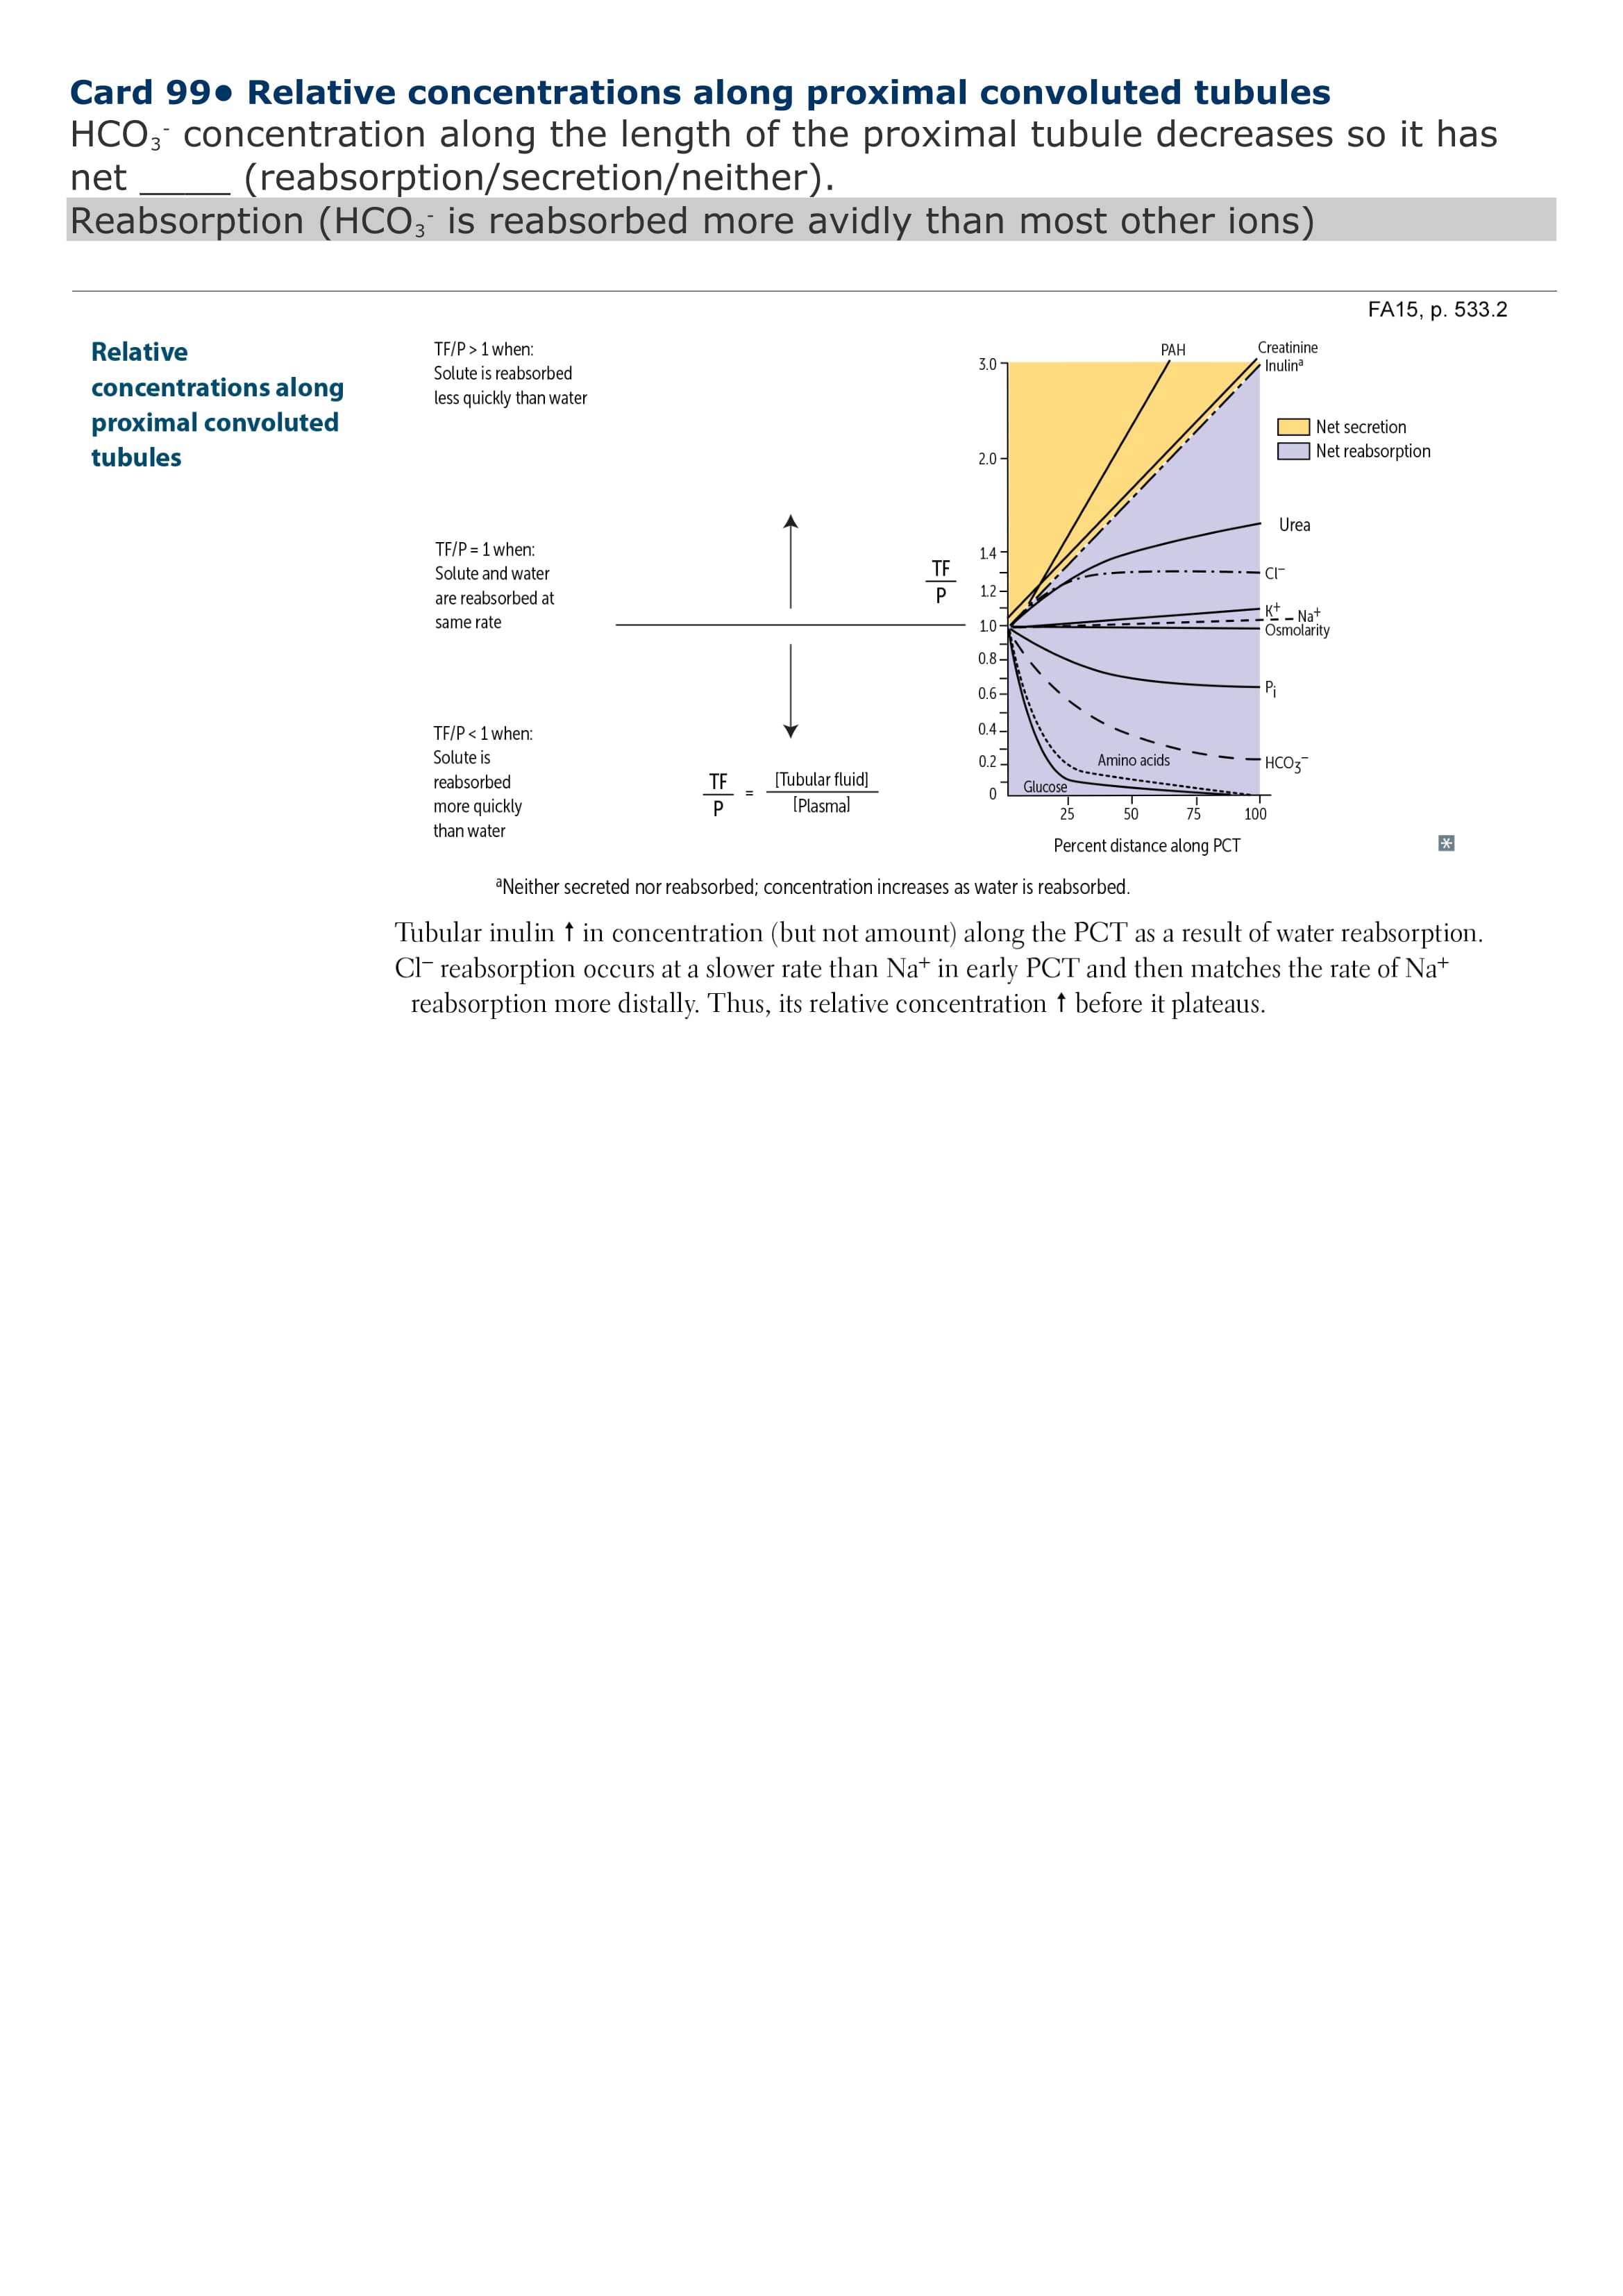 Card 99● Relative concentrations along proximal convoluted tubules
HCO₃⁻ concentration along the length of the proximal tubule decreases so it has
net _____ (reabsorption/secretion/neither).
Reabsorption (HCO₃⁻ is reabsorbed more avidly than most other ions)
FA15, p. 533.2
Relative
concentrations along
proximal convoluted
tubules
TF/P > 1 when:
Solute is reabsorbed
less quickly than water
TF/P = 1 when:
Solute and water
are reabsorbed at
same rate
TF/P < 1 when:
Solute is
reabsorbed
more quickly
than water
TF
P
=
[Tubular fluid]
[Plasma]
TF
P
3.0
2.0
1.4
1.2
1.0
0.8
0.6
0.4
0.2
0
PAH
Creatinine
Inulinᵃ
Net secretion
Net reabsorption
Urea
Cl⁻
K⁺
Na⁺
Osmolarity
Pᵢ
HCO₃⁻
Amino acids
Glucose
25 50 75 100
Percent distance along PCT
ᵃNeither secreted nor reabsorbed; concentration increases as water is reabsorbed.
Tubular inulin ↑ in concentration (but not amount) along the PCT as a result of water reabsorption.
Cl⁻ reabsorption occurs at a slower rate than Na⁺ in early PCT and then matches the rate of Na⁺
reabsorption more distally. Thus, its relative concentration ↑ before it plateaus.